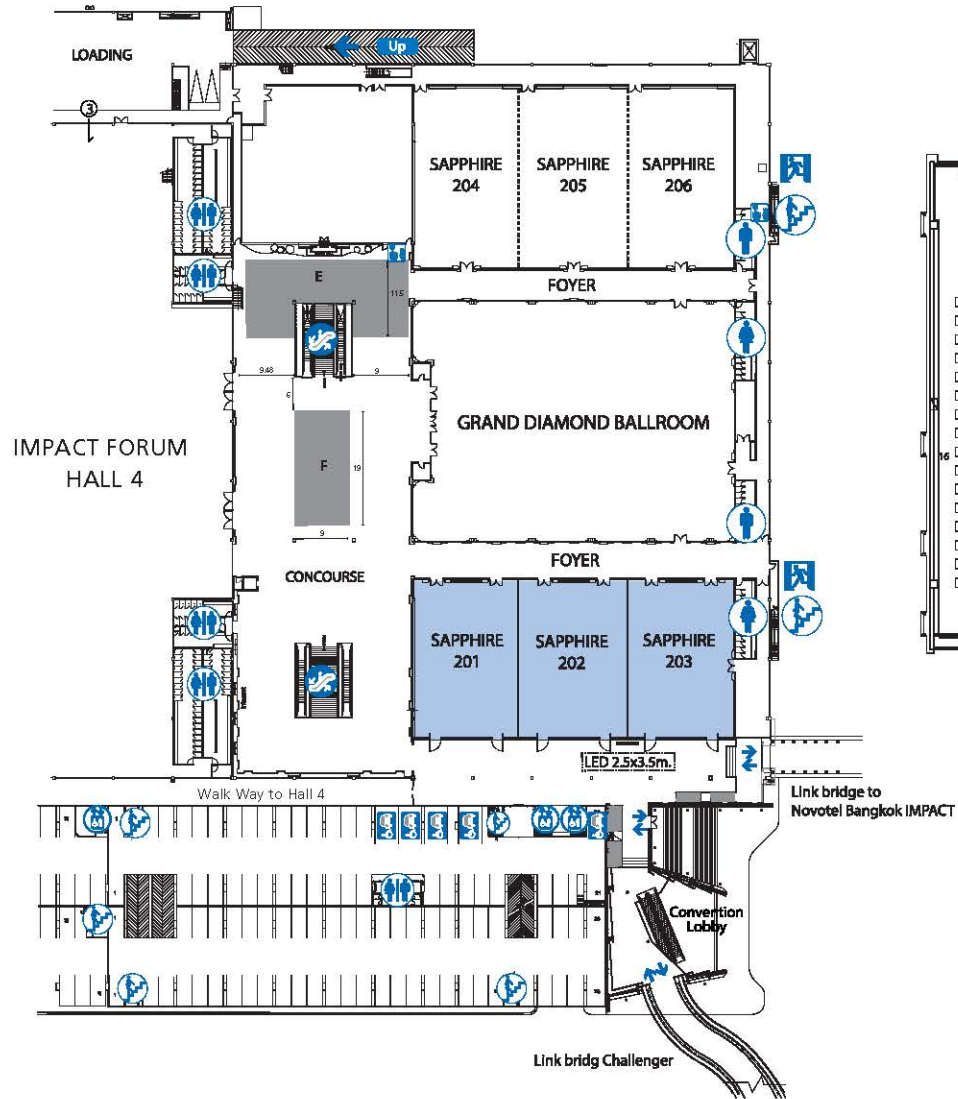 Up
LOADING
3
SAPPHIRE
204
SAPPHIRE
205
SAPPHIRE
206
E
11.5
FOYER
9.48
9
6
GRAND DIAMOND BALLROOM
IMPACT FORUM
HALL 4
F
19
16
9
FOYER
CONCOURSE
SAPPHIRE
201
SAPPHIRE
202
SAPPHIRE
203
LED 2.5x3.5m.
Walk Way to Hall 4
Link bridge to
Novotel Bangkok IMPACT
Convention
Lobby
Link bridg Challenger